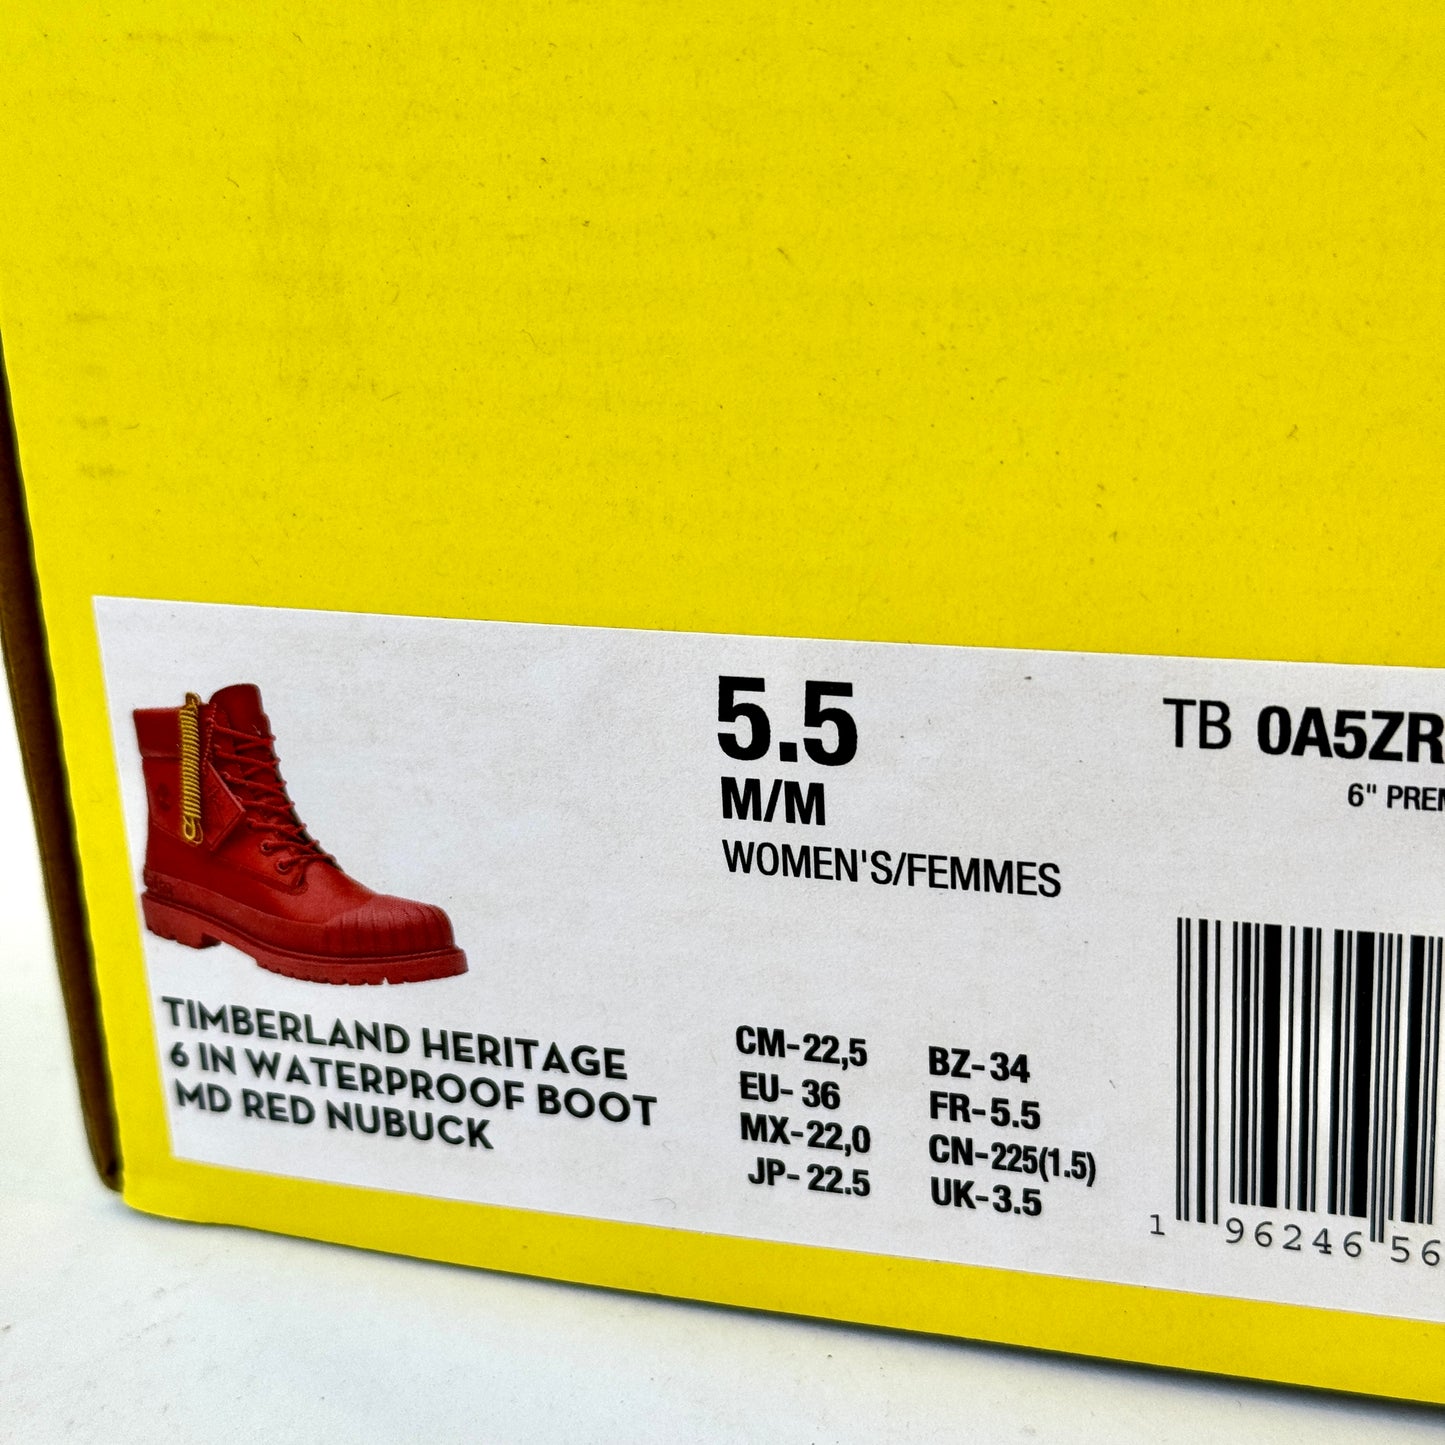 5.5
M/M
WOMEN'S/FEMMES
TB 0A5ZR
6" PREM
TIMBERLAND HERITAGE
6 IN WATERPROOF BOOT
MD RED NUBUCK
CM-22,5
EU- 36
MX-22,0
JP- 22.5
BZ-34
FR-5.5
CN-225(1.5)
UK-3.5
1 96246 56